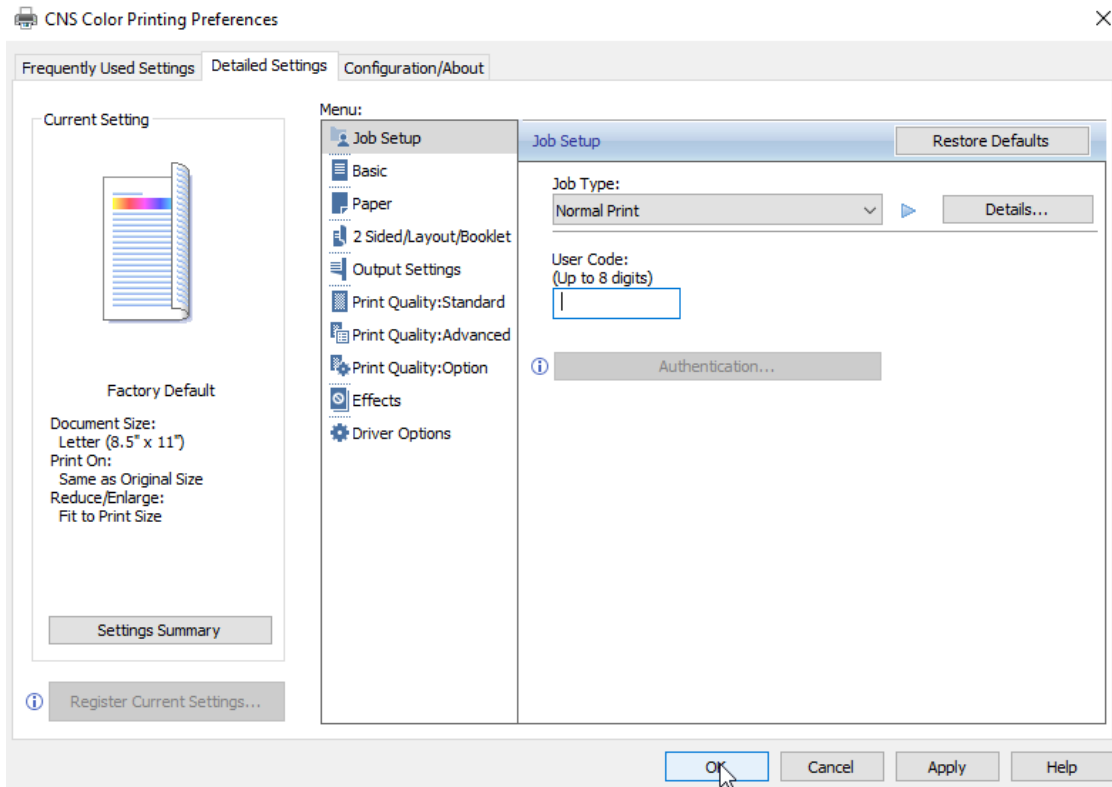 CNS Color Printing Preferences
Frequently Used Settings
Detailed Settings
Configuration/About
Current Setting
Factory Default
Document Size:
Letter (8.5" x 11")
Print On:
Same as Original Size
Reduce/Enlarge:
Fit to Print Size
Settings Summary
Register Current Settings...
Menu:
Job Setup
Basic
Paper
2 Sided/Layout/Booklet
Output Settings
Print Quality:Standard
Print Quality:Advanced
Print Quality:Option
Effects
Driver Options
Job Setup
Restore Defaults
Job Type:
Normal Print
Details...
User Code:
(Up to 8 digits)
Authentication...
OK
Cancel
Apply
Help